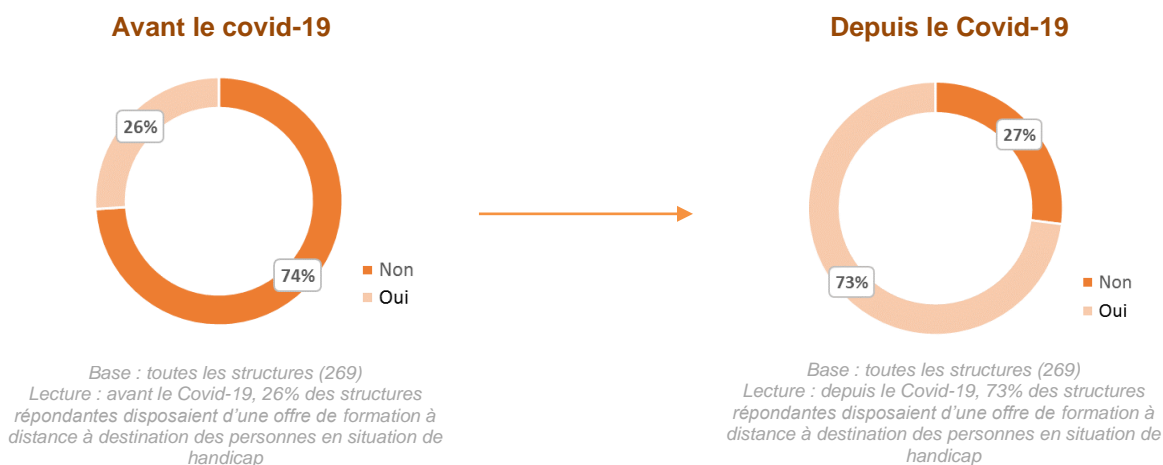 Avant le covid-19
26%
74%
Non
Oui
Base : toutes les structures (269)
Lecture : avant le Covid-19, 26% des structures
répondantes disposaient d'une offre de formation à
distance à destination des personnes en situation de
handicap
Depuis le Covid-19
27%
73%
Non
Oui
Base : toutes les structures (269)
Lecture : depuis le Covid-19, 73% des structures
répondantes disposaient d'une offre de formation à
distance à destination des personnes en situation de
handicap